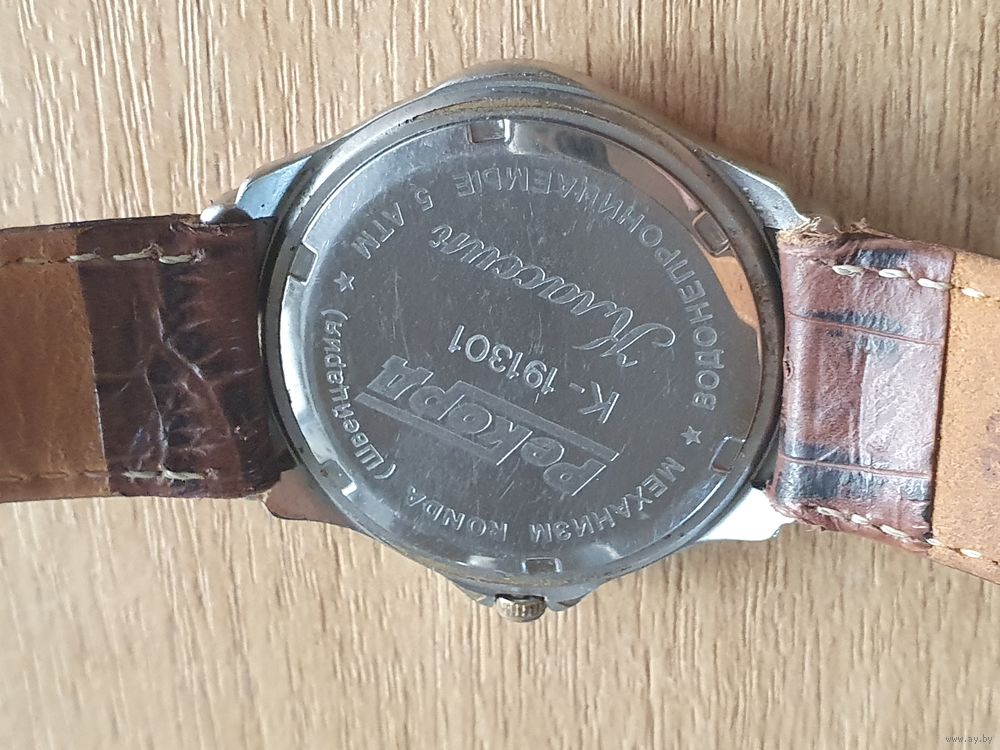 Рекорд
К-191301
Классик
★ МЕХАНИЗМ RONDA (Швейцария) ★
ВОДОНЕПРОНИЦАЕМЫЕ 5 АТМ
www.ay.by